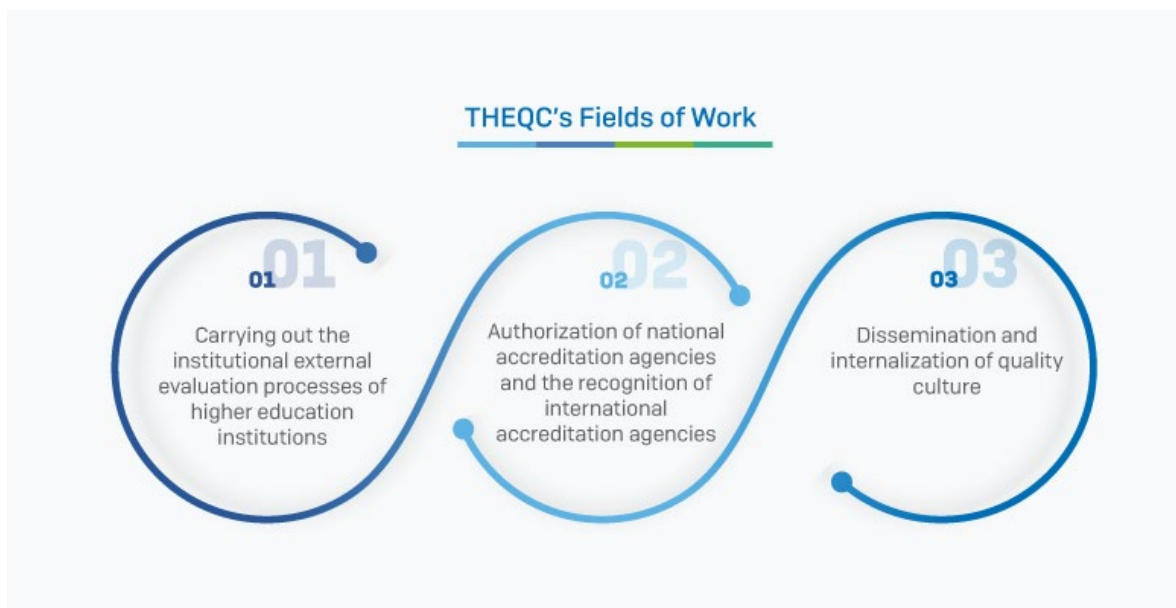 THEQC's Fields of Work
01
01
Carrying out the
institutional external
evaluation processes of
higher education
institutions
02
02
Authorization of national
accreditation agencies
and the recognition of
international
accreditation agencies
03
03
Dissemination and
internalization of quality
culture